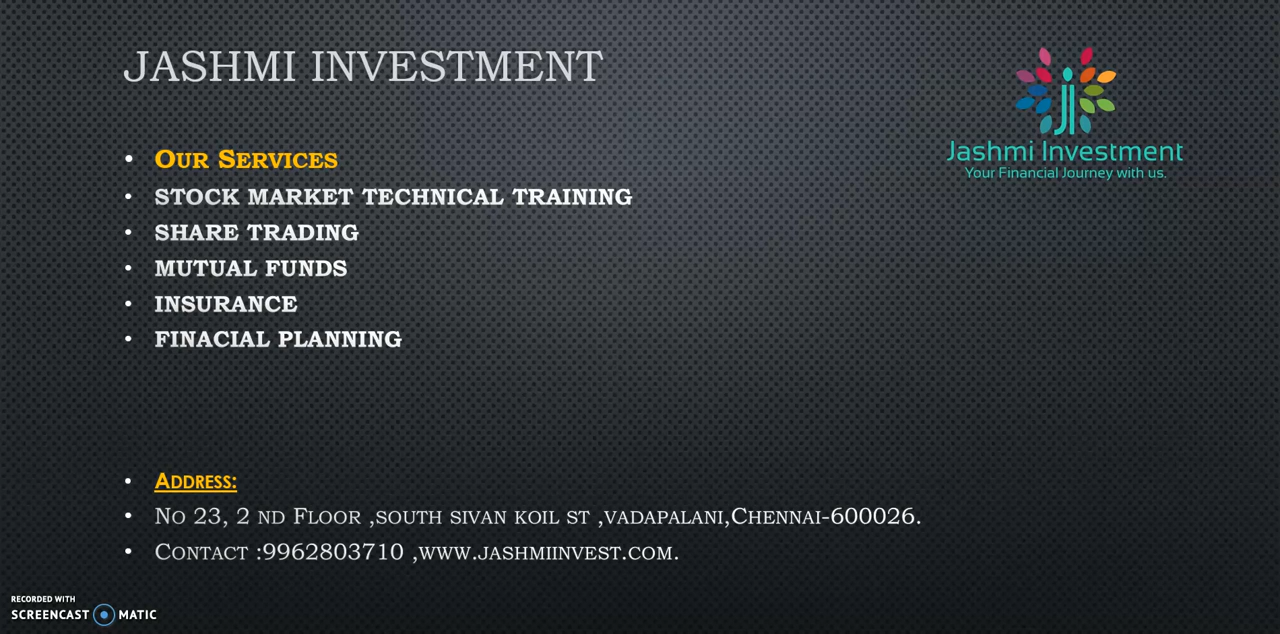 JASHMI INVESTMENT
Jashmi Investment
Your Financial Journey with us.
• OUR SERVICES
• STOCK MARKET TECHNICAL TRAINING
• SHARE TRADING
• MUTUAL FUNDS
• INSURANCE
• FINACIAL PLANNING
• ADDRESS:
• NO 23, 2 ND FLOOR ,SOUTH SIVAN KOIL ST ,VADAPALANI,CHENNAI-600026.
• CONTACT :9962803710 ,WWW.JASHMIINVEST.COM.
RECORDED WITH
SCREENCAST MATIC